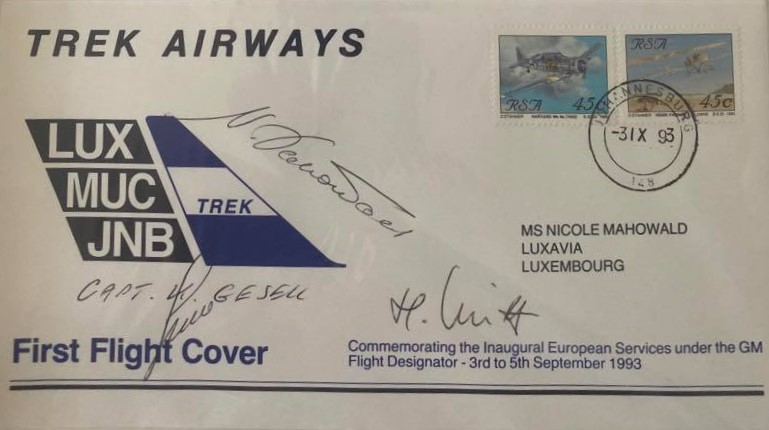 TREK AIRWAYS
RSA 45c
RSA 45c
JOHANNESBURG
-3 IX 93
148
LUX
MUC
JNB
TREK
MS NICOLE MAHOWALD
LUXAVIA
LUXEMBOURG
CAPT. K. GESELL
First Flight Cover
Commemorating the Inaugural European Services under the GM
Flight Designator - 3rd to 5th September 1993